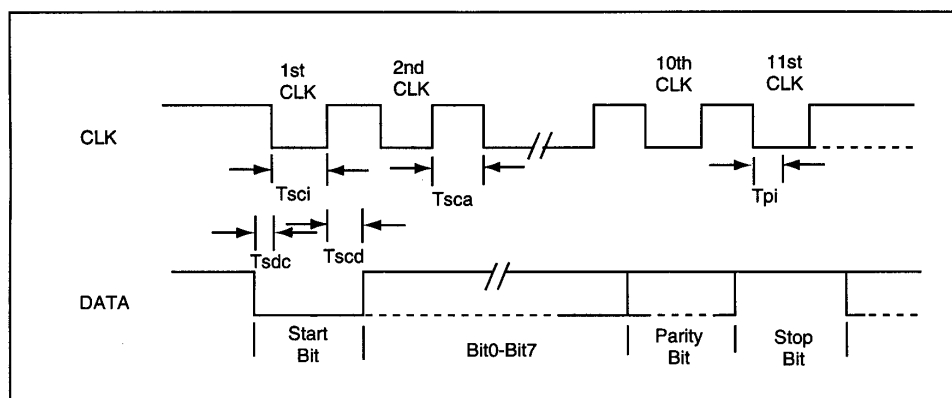 1st
CLK
2nd
CLK
10th
CLK
11st
CLK
CLK
Tsci
Tsca
Tpi
Tsdc
Tscd
DATA
Start
Bit
Bit0-Bit7
Parity
Bit
Stop
Bit